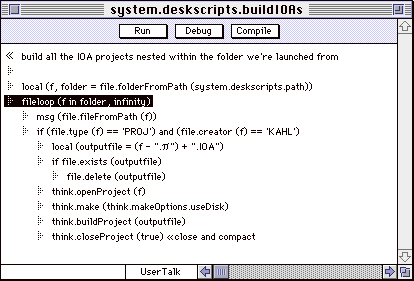 system.deskscripts.buildIOAs
Run Debug Compile
« build all the IOA projects nested within the folder we're launched from
local (f, folder = file.folderFromPath (system.deskscripts.path))
fileloop (f in folder, infinity)
msg (file.fileFromPath (f))
if (file.type (f) == 'PROJ') and (file.creator (f) == 'KAHL')
local (outputfile = (f - ".π") + ".IOA")
if file.exists (outputfile)
file.delete (outputfile)
think.openProject (f)
think.make (think.makeOptions.useDisk)
think.buildProject (outputfile)
think.closeProject (true) «close and compact
UserTalk